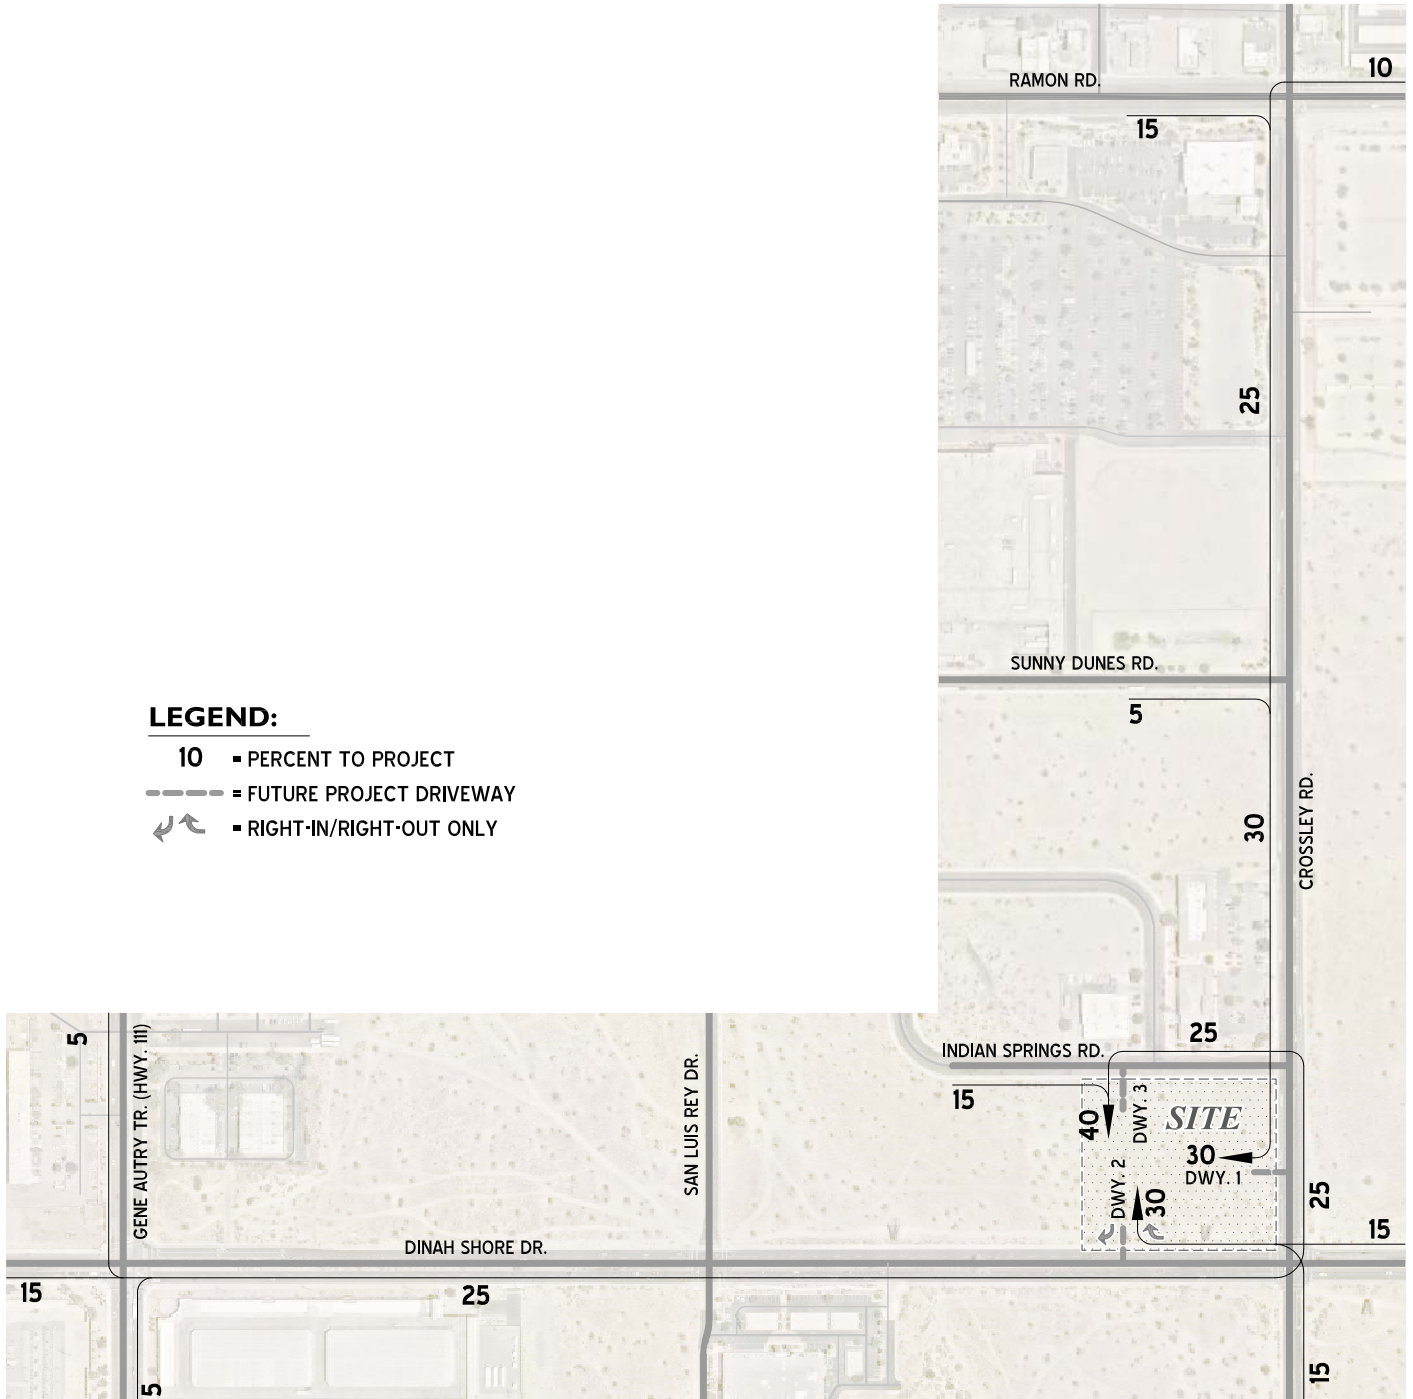 10
RAMON RD.
15
25
SUNNY DUNES RD.
5
LEGEND:
10 = PERCENT TO PROJECT
= FUTURE PROJECT DRIVEWAY
= RIGHT-IN/RIGHT-OUT ONLY
30
CROSSLEY RD.
5
GENE AUTRY TR. (HWY. 111)
SAN LUIS REY DR.
INDIAN SPRINGS RD.
25
15
40
DWY. 3
SITE
30
DWY. 1
DWY. 2
30
25
15
DINAH SHORE DR.
15
25
5
15